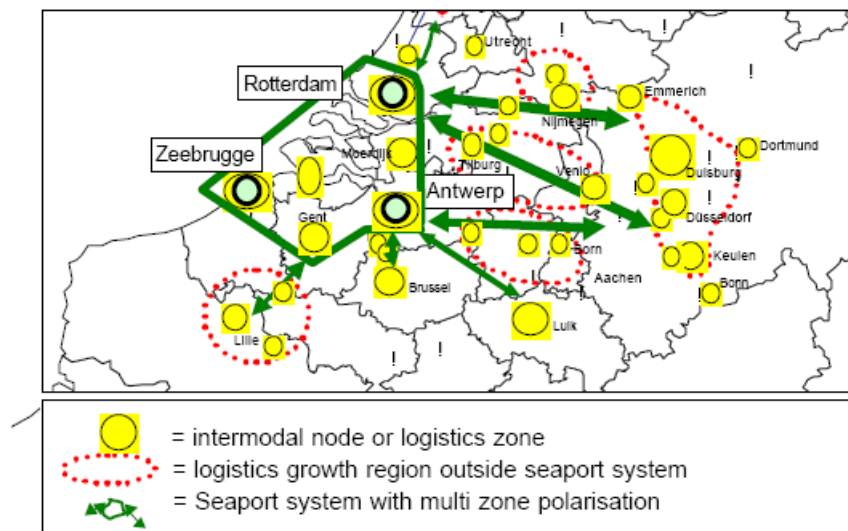 Utrecht
Rotterdam
Emmerich
Nijmegen
Zeebrugge
Moerdijk
Tilburg
Dortmund
Duisburg
Venlo
Antwerp
Gent
Düsseldorf
Born
Keulen
Aachen
Brussel
Bonn
Luik
Lille
= intermodal node or logistics zone
= logistics growth region outside seaport system
= Seaport system with multi zone polarisation